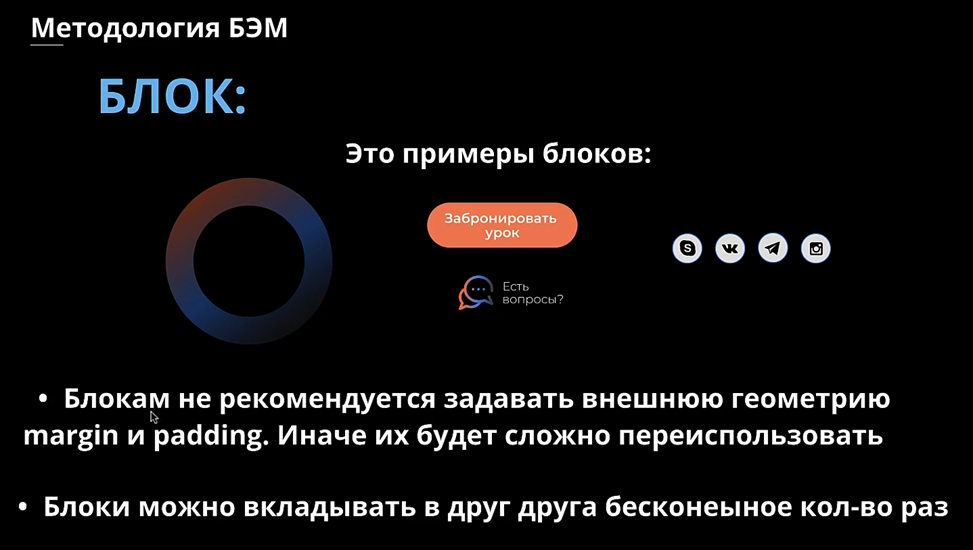 Методология БЭМ
БЛОК:
Это примеры блоков:
Забронировать
урок
Есть
вопросы?
• Блокам не рекомендуется задавать внешнюю геометрию
margin и padding. Иначе их будет сложно переиспользовать
• Блоки можно вкладывать в друг друга бесконеыное кол-во раз